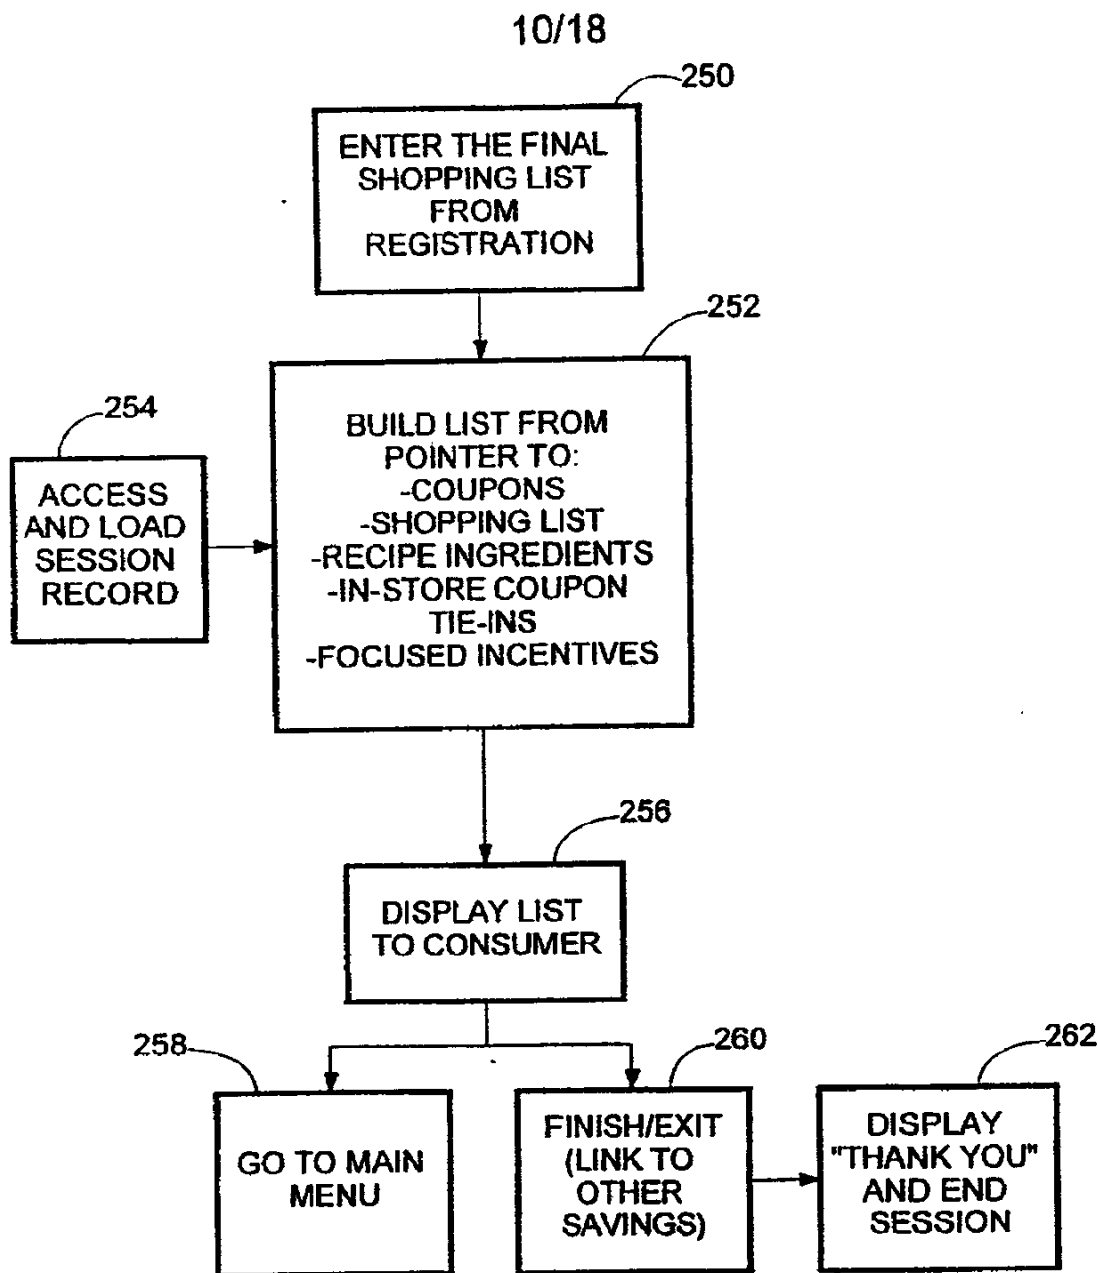 10/18
250
ENTER THE FINAL
SHOPPING LIST
FROM
REGISTRATION
252
BUILD LIST FROM
POINTER TO:
-COUPONS
-SHOPPING LIST
-RECIPE INGREDIENTS
-IN-STORE COUPON
TIE-INS
-FOCUSED INCENTIVES
254
ACCESS
AND LOAD
SESSION
RECORD
256
DISPLAY LIST
TO CONSUMER
258
GO TO MAIN
MENU
260
FINISH/EXIT
(LINK TO
OTHER
SAVINGS)
262
DISPLAY
"THANK YOU"
AND END
SESSION